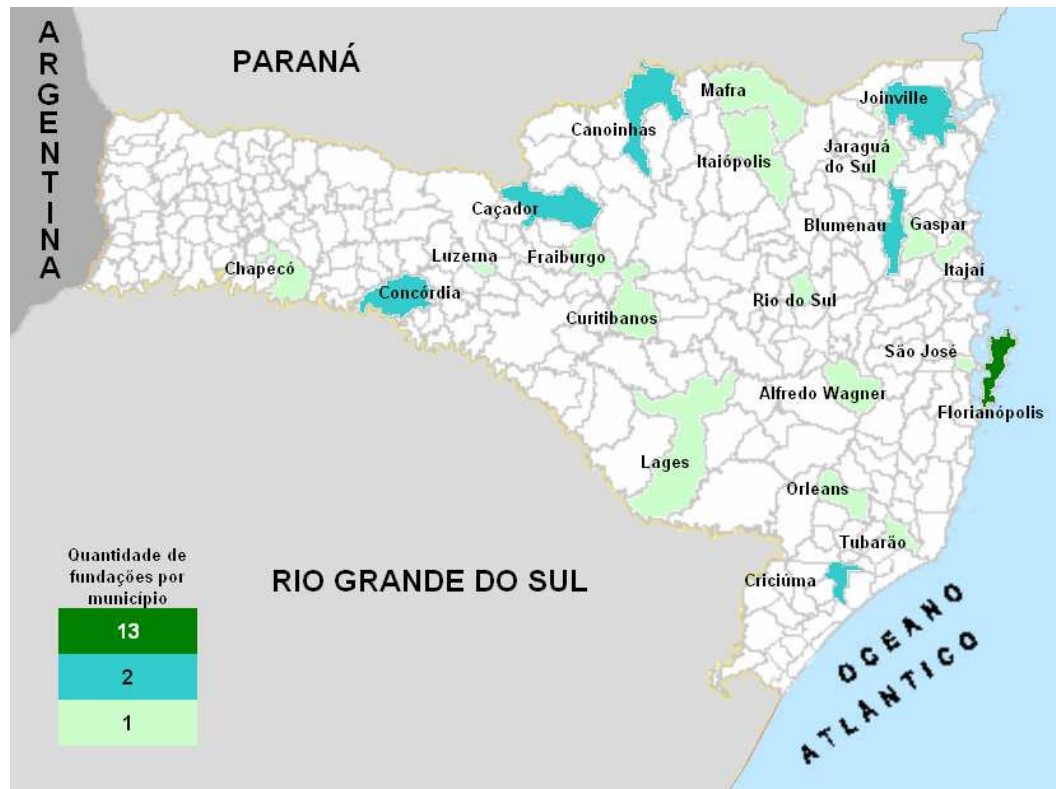 ARGENTINA
PARANÁ
Mafra
Joinville
Canoinhas
Itaiópolis
Jaraguá
do Sul
Caçador
Blumenau
Gaspar
Luzerna
Fraiburgo
Itajaí
Chapecó
Concórdia
Rio do Sul
Curitibanos
São José
Alfredo Wagner
Florianópolis
Lages
Orleans
Tubarão
Criciúma
RIO GRANDE DO SUL
OCEANO
ATLÂNTICO
Quantidade de
fundações por
município
13
2
1